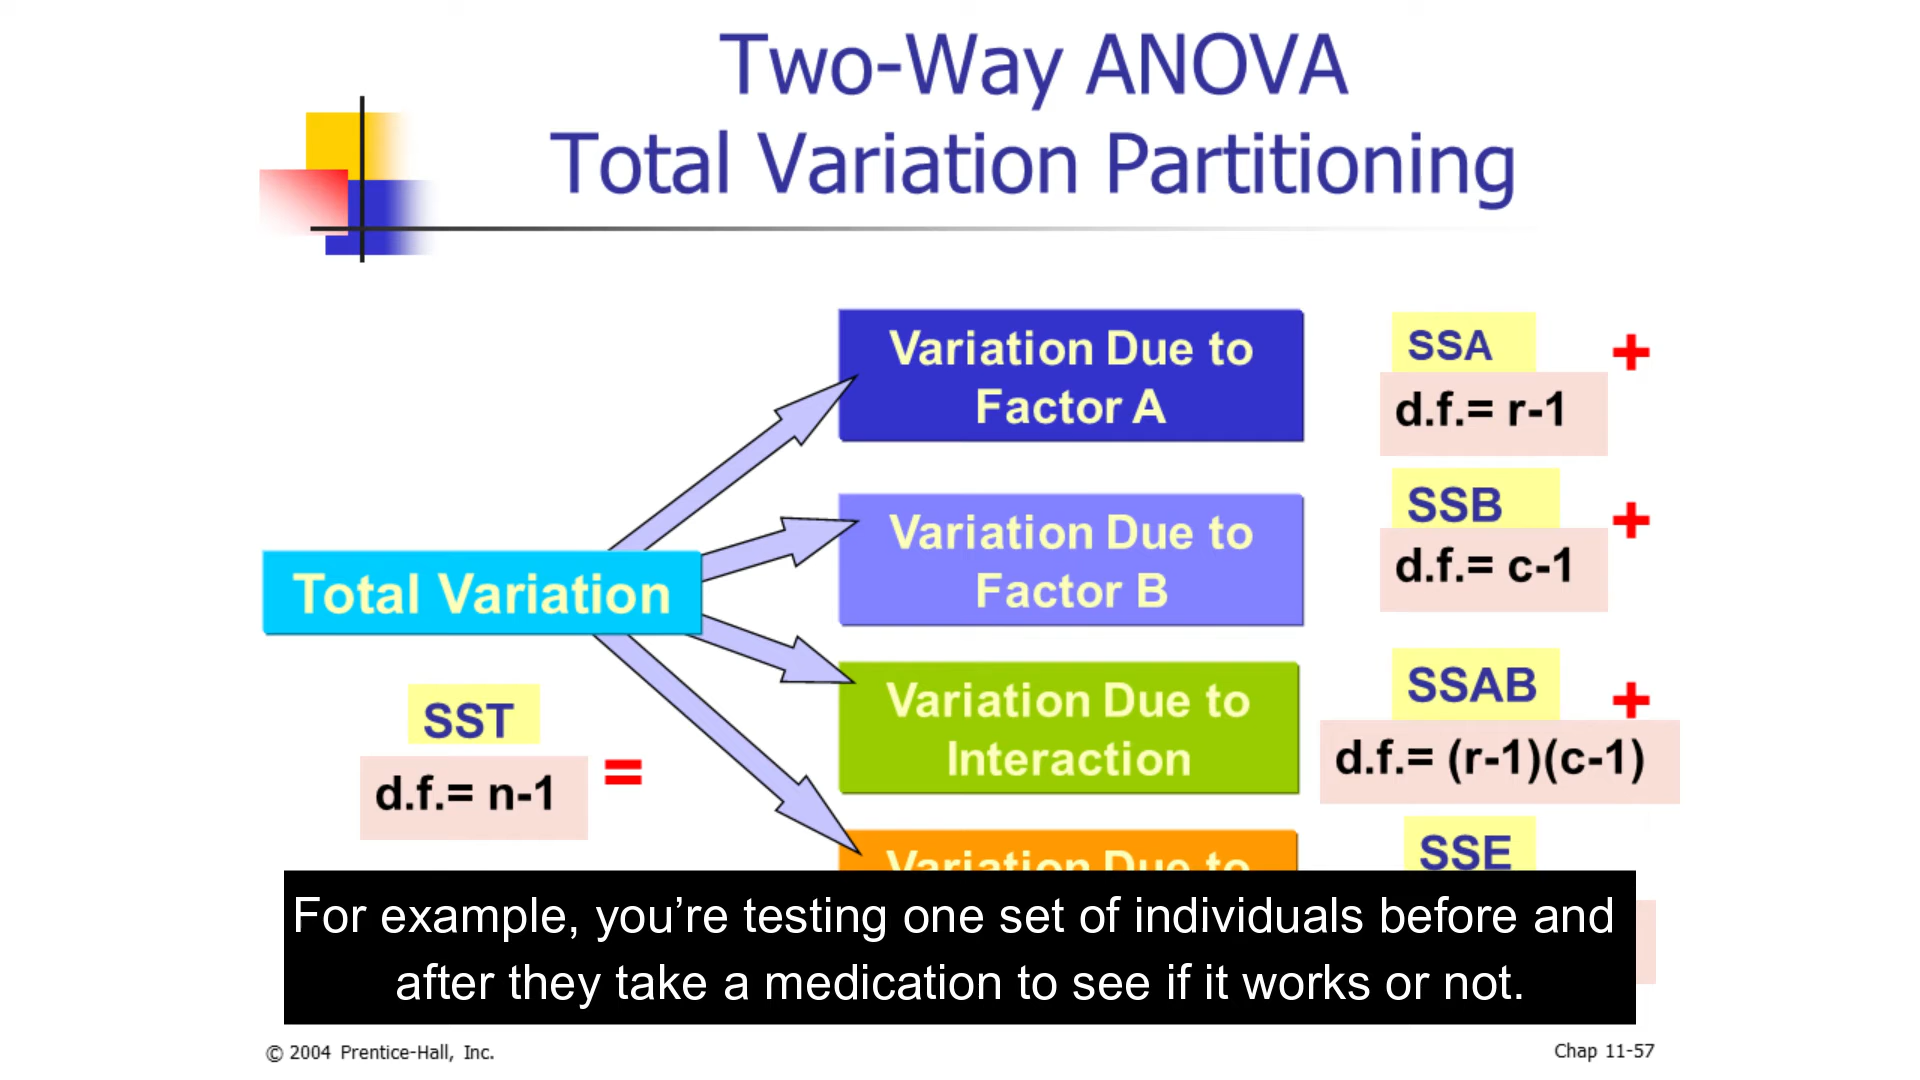 Two-Way ANOVA
Total Variation Partitioning
Variation Due to
Factor A
SSA
+
d.f.= r-1
Variation Due to
Factor B
SSB
+
d.f.= c-1
Total Variation
Variation Due to
Interaction
SSAB
+
d.f.= (r-1)(c-1)
SST
=
d.f.= n-1
Variation Due to
SSE
For example, you’re testing one set of individuals before and
after they take a medication to see if it works or not.
© 2004 Prentice-Hall, Inc.
Chap 11-57